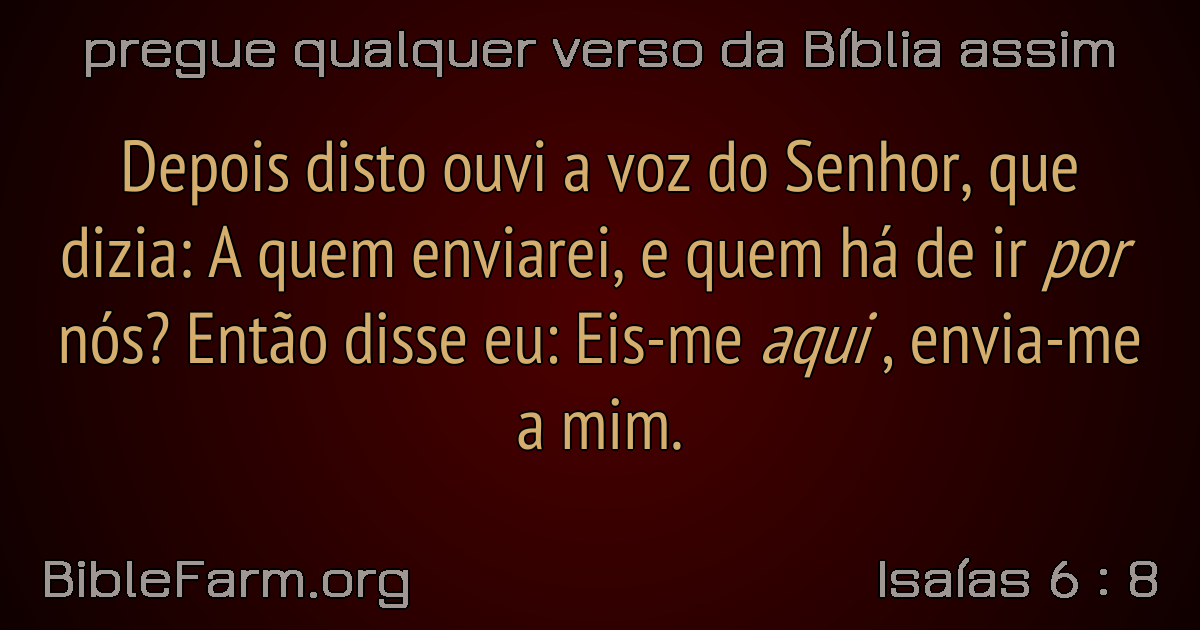 pregue qualquer verso da Bíblia assim
Depois disto ouvi a voz do Senhor, que
dizia: A quem enviarei, e quem há de ir por
nós? Então disse eu: Eis-me aqui , envia-me
a mim.
BibleFarm.org
Isaías 6 : 8